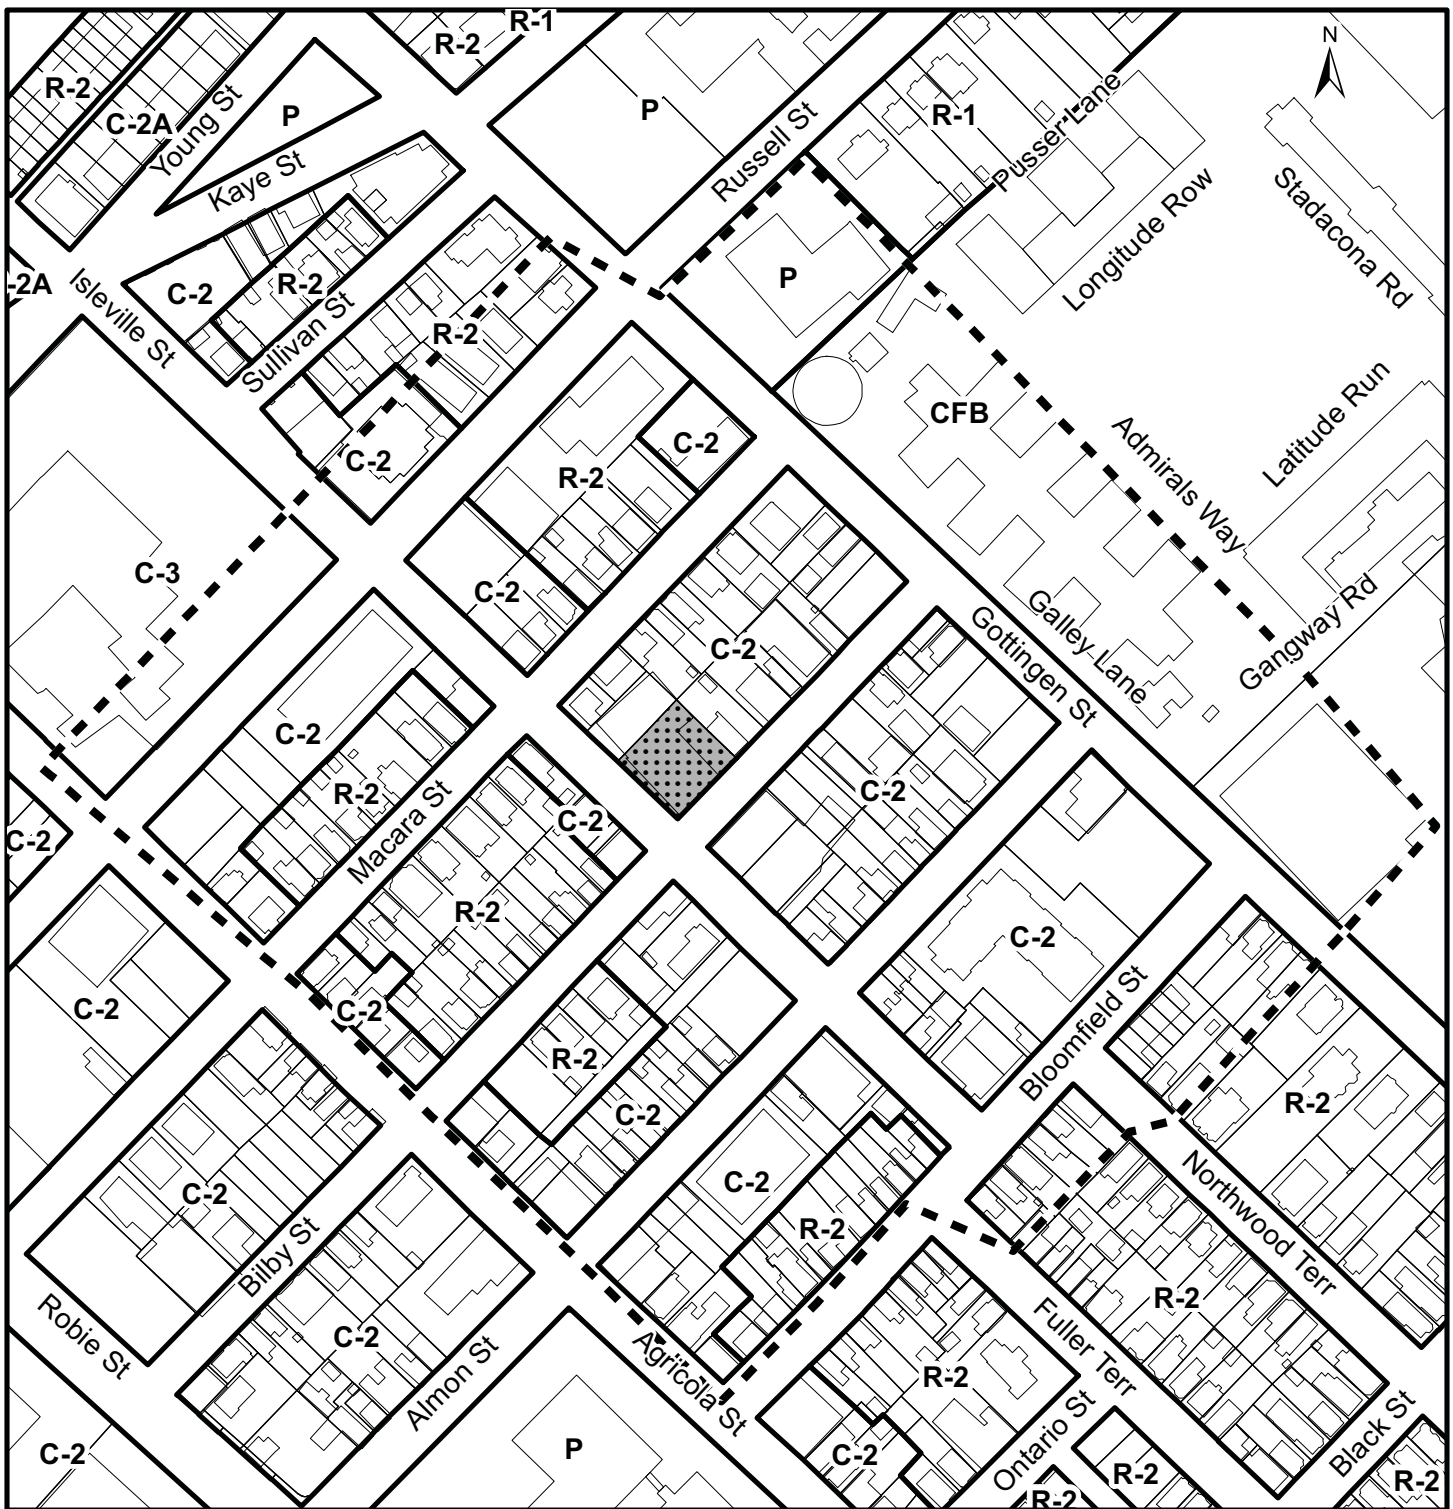 R-1
R-2
N
R-2
P
P
C-2A
R-1
Young St
Russell St
Pusser Lane
Kaye St
Longitude Row
Stadacona Rd
-2A
P
R-2
C-2
Isleville St
Sullivan St
R-2
CFB
Admirals Way
Latitude Run
C-2
C-2
R-2
C-3
C-2
Galley Lane
Gangway Rd
Gottingen St
C-2
C-2
R-2
C-2
Macara St
C-2
C-2
R-2
C-2
C-2
C-2
Bloomfield St
R-2
C-2
R-2
C-2
C-2
R-2
Northwood Terr
Bilby St
R-2
Robie St
C-2
Almon St
Agricola St
Fuller Terr
R-2
C-2
P
C-2
Ontario St
R-2
R-2
Black St
R-2